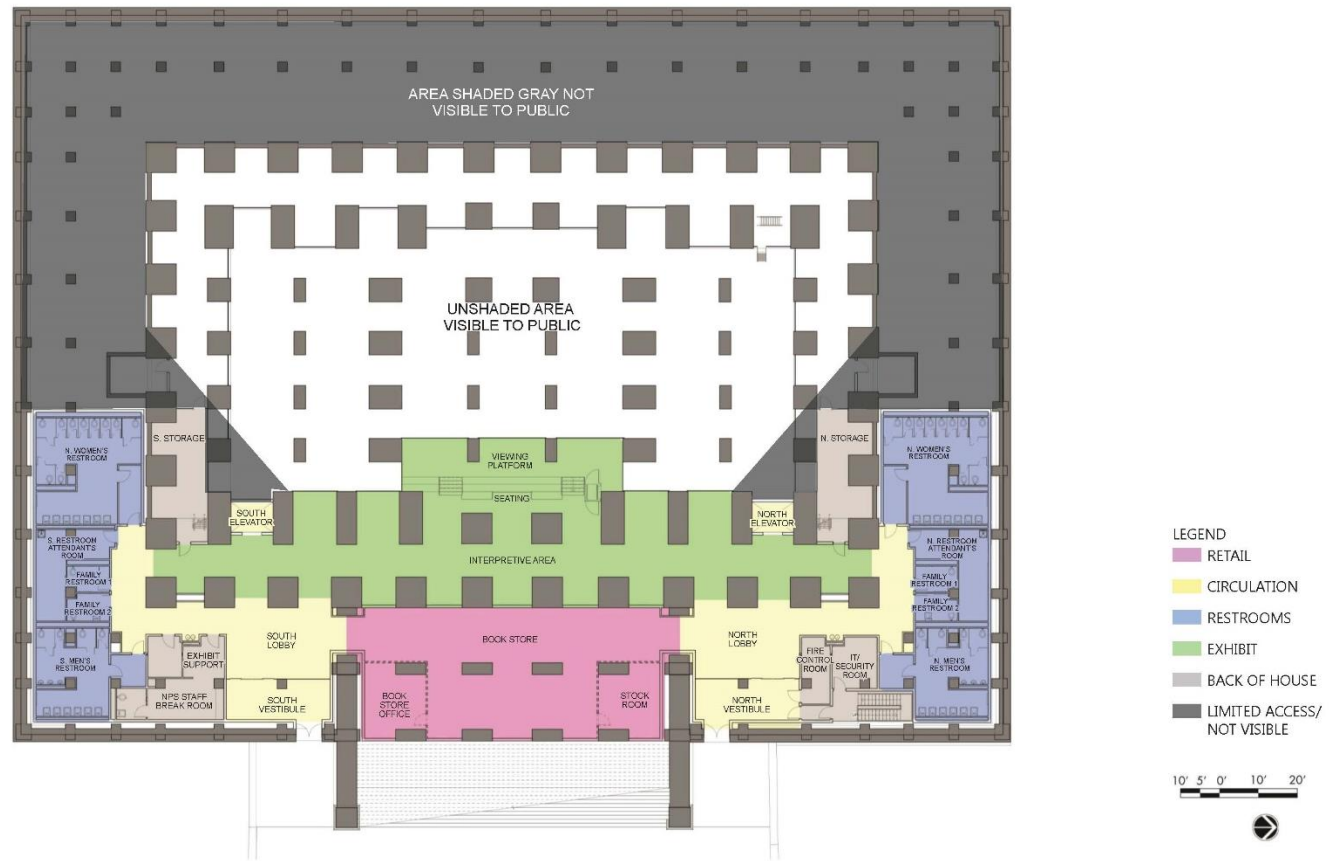 AREA SHADED GRAY NOT
VISIBLE TO PUBLIC
UNSHADED AREA
VISIBLE TO PUBLIC
N. WOMEN'S
RESTROOM
S. STORAGE
VIEWING
PLATFORM
SEATING
N. STORAGE
N. WOMEN'S
RESTROOM
SOUTH
ELEVATOR
NORTH
ELEVATOR
S. RESTROOM
ATTENDANT'S
ROOM
INTERPRETIVE AREA
N. RESTROOM
ATTENDANT'S
ROOM
FAMILY
RESTROOM 1
FAMILY
RESTROOM 2
FAMILY
RESTROOM 1
FAMILY
RESTROOM 2
S. MEN'S
RESTROOM
EXHIBIT
SUPPORT
SOUTH
LOBBY
BOOK STORE
NORTH
LOBBY
FIRE
CONTROL
ROOM
IT/
SECURITY
ROOM
N. MEN'S
RESTROOM
NPS STAFF
BREAK ROOM
SOUTH
VESTIBULE
BOOK
STORE
OFFICE
STOCK
ROOM
NORTH
VESTIBULE
LEGEND
RETAIL
CIRCULATION
RESTROOMS
EXHIBIT
BACK OF HOUSE
LIMITED ACCESS/
NOT VISIBLE
10' 5' 0' 10' 20'